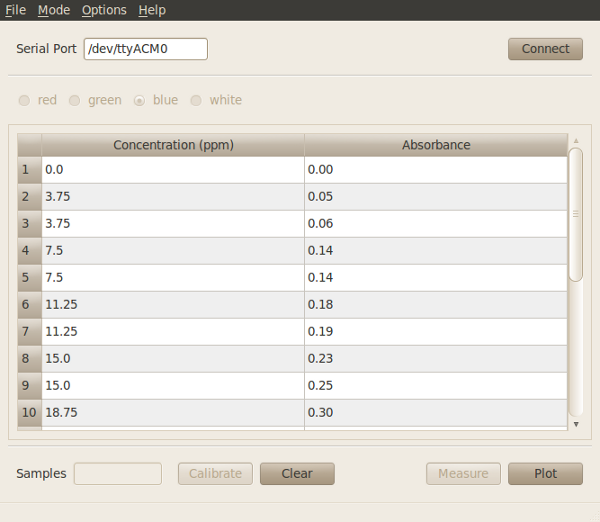 File Mode Options Help
Serial Port /dev/ttyACM0 Connect
red green blue white
Concentration (ppm) Absorbance
1 0.0 0.00
2 3.75 0.05
3 3.75 0.06
4 7.5 0.14
5 7.5 0.14
6 11.25 0.18
7 11.25 0.19
8 15.0 0.23
9 15.0 0.25
10 18.75 0.30
Samples Calibrate Clear Measure Plot